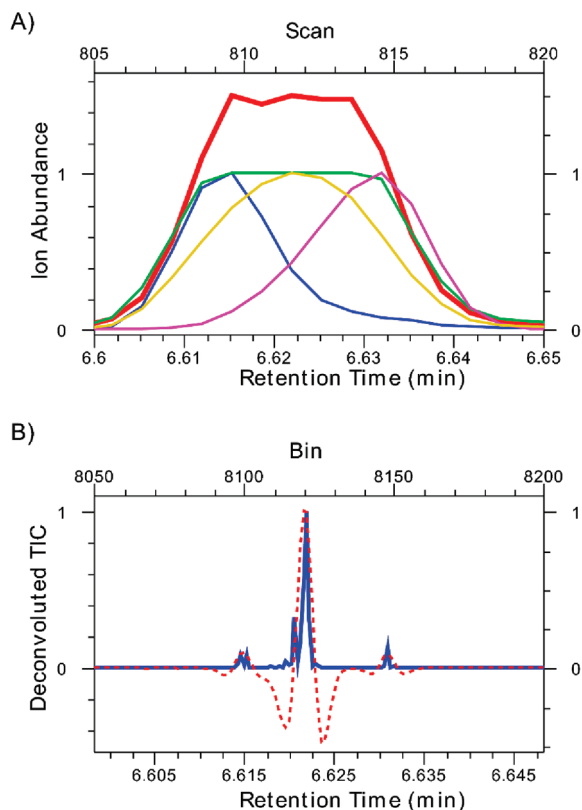 A)
Scan
805 810 815 820
Ion Abundance
1 1
0 0
6.6 6.61 6.62 6.63 6.64 6.65
Retention Time (min)
B)
Bin
8050 8100 8150 8200
Deconvoluted TIC
1 1
0 0
6.605 6.615 6.625 6.635 6.645
Retention Time (min)